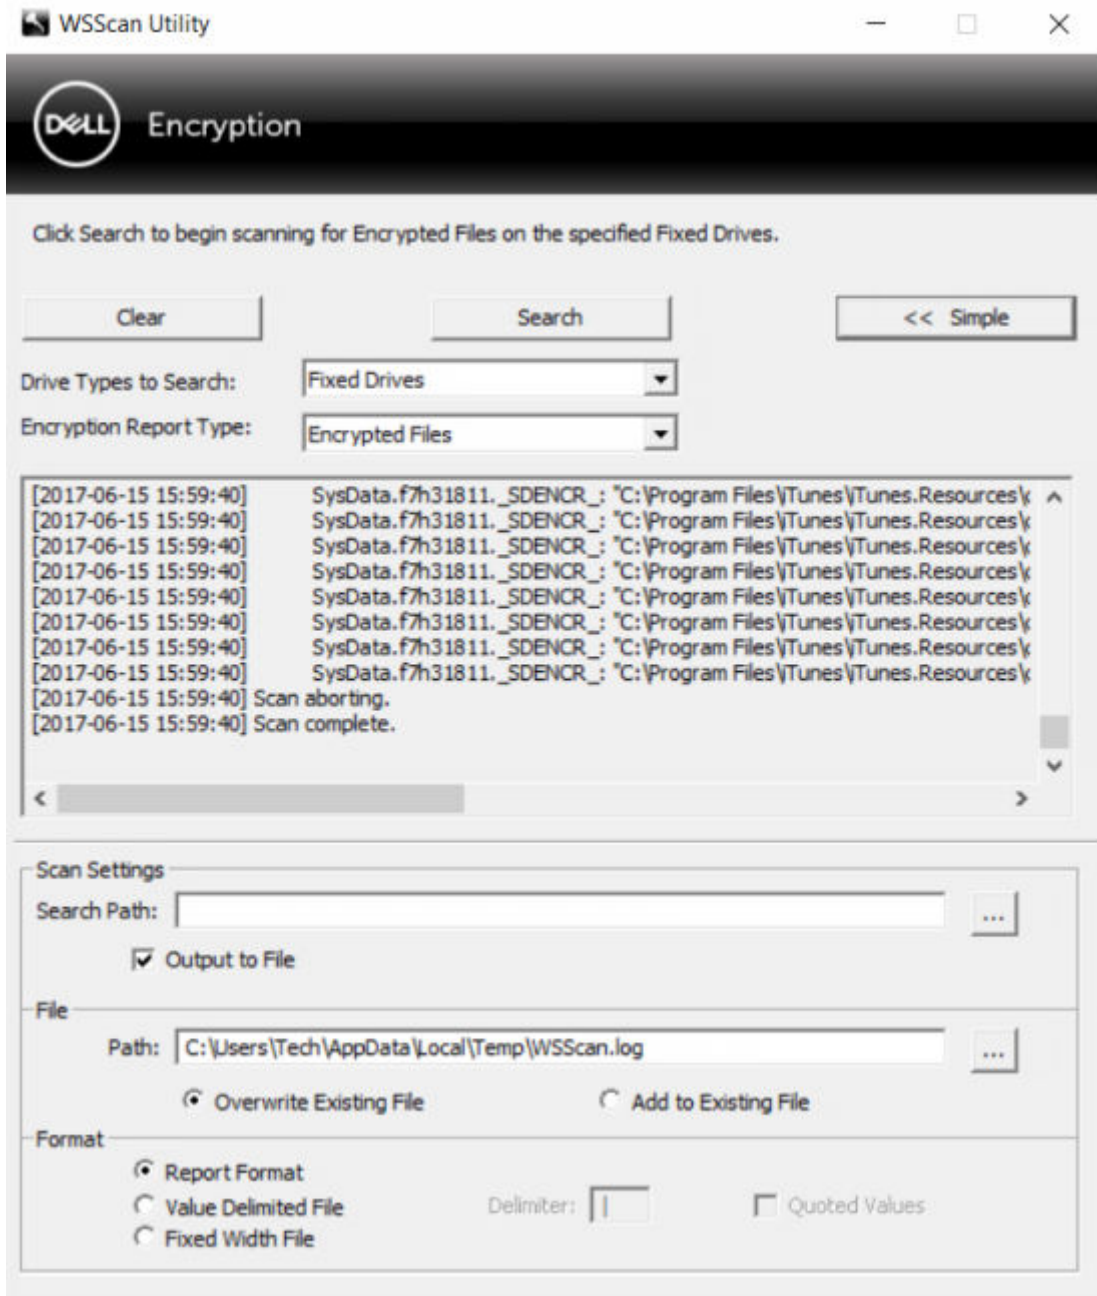 WSScan Utility
DELL Encryption
Click Search to begin scanning for Encrypted Files on the specified Fixed Drives.
Clear Search << Simple
Drive Types to Search: Fixed Drives
Encryption Report Type: Encrypted Files
[2017-06-15 15:59:40] SysData.f7h31811._SDENCR_: "C:\Program Files\iTunes\iTunes.Resources\
[2017-06-15 15:59:40] SysData.f7h31811._SDENCR_: "C:\Program Files\iTunes\iTunes.Resources\
[2017-06-15 15:59:40] SysData.f7h31811._SDENCR_: "C:\Program Files\iTunes\iTunes.Resources\
[2017-06-15 15:59:40] SysData.f7h31811._SDENCR_: "C:\Program Files\iTunes\iTunes.Resources\
[2017-06-15 15:59:40] SysData.f7h31811._SDENCR_: "C:\Program Files\iTunes\iTunes.Resources\
[2017-06-15 15:59:40] SysData.f7h31811._SDENCR_: "C:\Program Files\iTunes\iTunes.Resources\
[2017-06-15 15:59:40] SysData.f7h31811._SDENCR_: "C:\Program Files\iTunes\iTunes.Resources\
[2017-06-15 15:59:40] SysData.f7h31811._SDENCR_: "C:\Program Files\iTunes\iTunes.Resources\
[2017-06-15 15:59:40] Scan aborting.
[2017-06-15 15:59:40] Scan complete.
Scan Settings
Search Path: ...
Output to File
File
Path: C:\Users\Tech\AppData\Local\Temp\WSScan.log ...
Overwrite Existing File Add to Existing File
Format
Report Format
Value Delimited File Delimiter: | Quoted Values
Fixed Width File